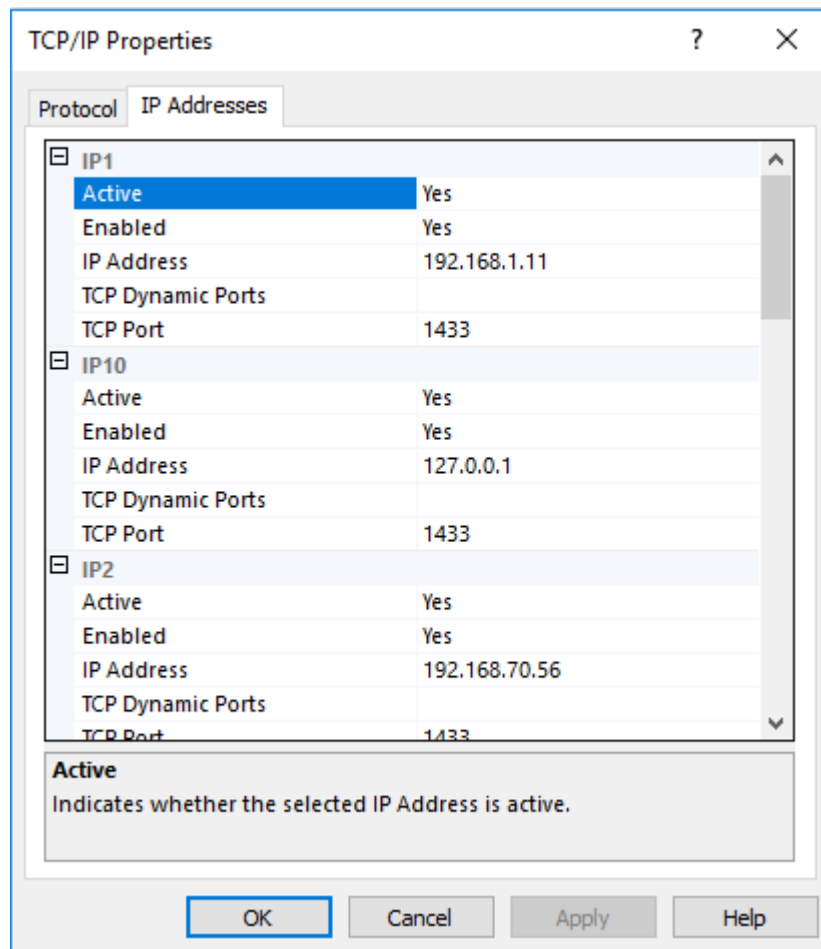 TCP/IP Properties ? ✕
Protocol IP Addresses
IP1
Active Yes
Enabled Yes
IP Address 192.168.1.11
TCP Dynamic Ports
TCP Port 1433
IP10
Active Yes
Enabled Yes
IP Address 127.0.0.1
TCP Dynamic Ports
TCP Port 1433
IP2
Active Yes
Enabled Yes
IP Address 192.168.70.56
TCP Dynamic Ports
TCP Port 1433
Active
Indicates whether the selected IP Address is active.
OK Cancel Apply Help